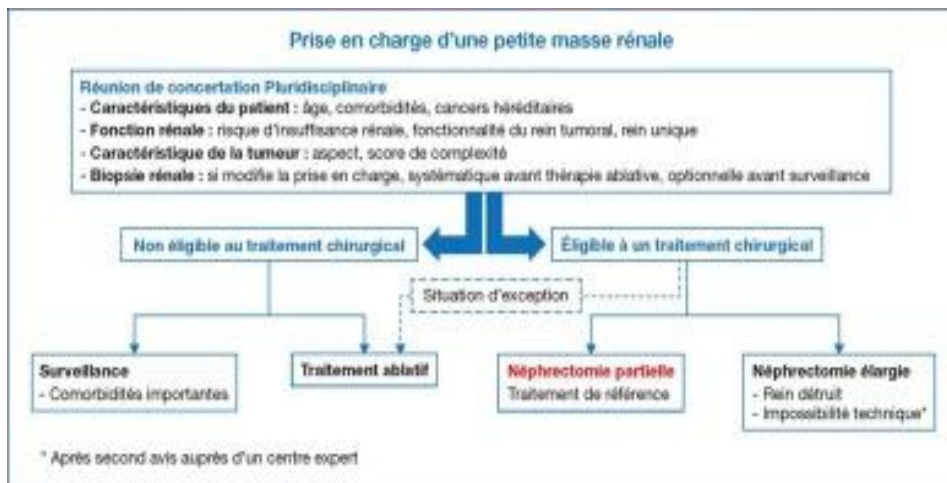 Prise en charge d'une petite masse rénale
Réunion de concertation Pluridisciplinaire
- Caractéristiques du patient : âge, comorbidités, cancers héréditaires
- Fonction rénale : risque d'insuffisance rénale, fonctionnalité du rein tumoral, rein unique
- Caractéristique de la tumeur : aspect, score de complexité
- Biopsie rénale : si modifie la prise en charge, systématique avant thérapie ablative, optionnelle avant surveillance
Non éligible au traitement chirurgical
Éligible à un traitement chirurgical
Situation d'exception
Surveillance
- Comorbidités importantes
Traitement ablatif
Néphrectomie partielle
Traitement de référence
Néphrectomie élargie
- Rein détruit
- Impossibilité technique*
* Après second avis auprès d'un centre expert